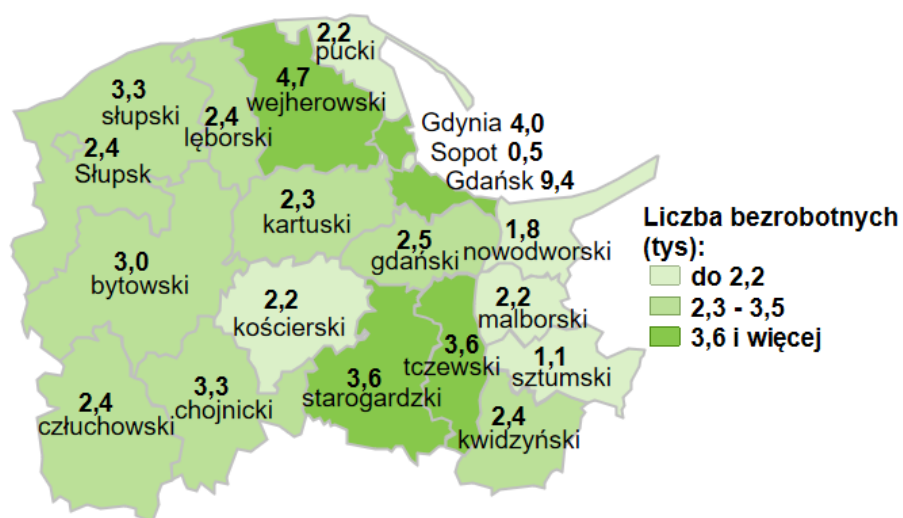 2,2
pucki
4,7
wejherowski
3,3
słupski
2,4
lęborski
2,4
Słupsk
Gdynia 4,0
Sopot 0,5
Gdańsk 9,4
2,3
kartuski
2,5
gdański
1,8
nowodworski
3,0
bytowski
2,2
kościerski
2,2
malborski
3,6
tczewski
3,6
starogardzki
1,1
sztumski
2,4
człuchowski
3,3
chojnicki
2,4
kwidzyński
Liczba bezrobotnych
(tys):
do 2,2
2,3 - 3,5
3,6 i więcej